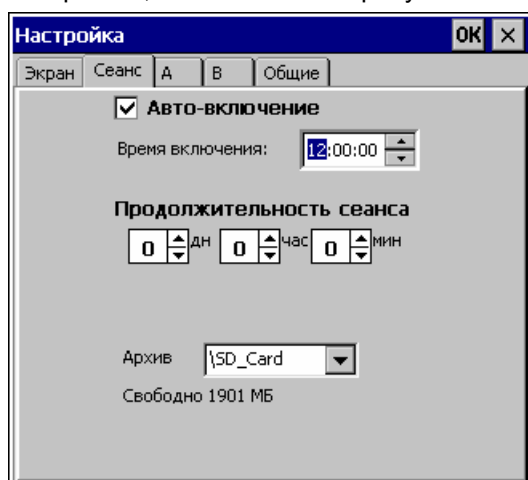 Настройка OK ×
Экран Сеанс A B Общие
Авто-включение
Время включения: 12:00:00
Продолжительность сеанса
0 дн 0 час 0 мин
Архив \SD_Card
Свободно 1901 МБ